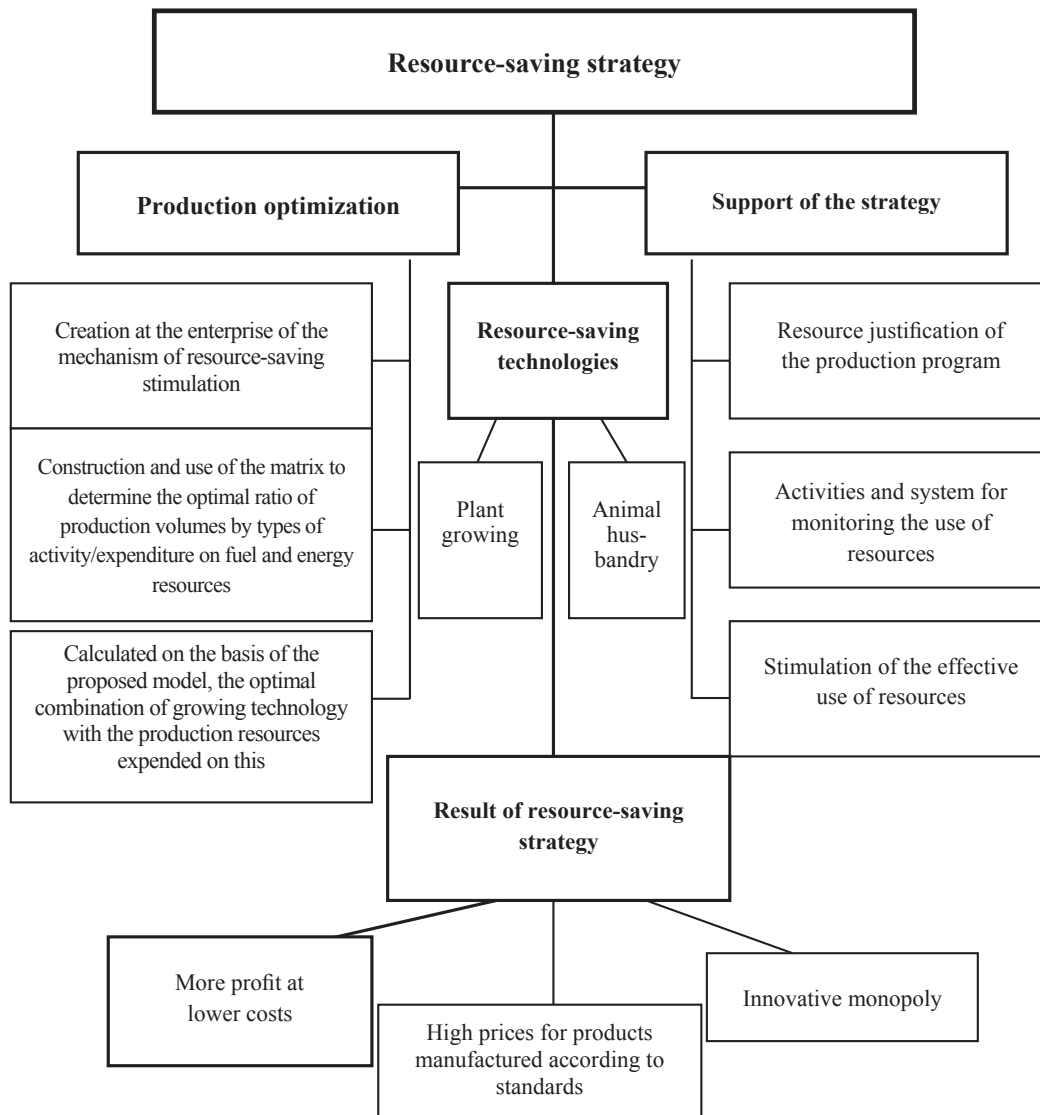 Resource-saving strategy
Production optimization
Support of the strategy
Creation at the enterprise of the
mechanism of resource-saving
stimulation
Resource-saving
technologies
Resource justification of
the production program
Construction and use of the matrix to
determine the optimal ratio of
production volumes by types of
activity/expenditure on fuel and energy
resources
Plant
growing
Animal
hus-
bandry
Activities and system for
monitoring the use of
resources
Calculated on the basis of the
proposed model, the optimal
combination of growing technology
with the production resources
expended on this
Stimulation of the effective
use of resources
Result of resource-saving
strategy
More profit at
lower costs
High prices for products
manufactured according to
standards
Innovative monopoly